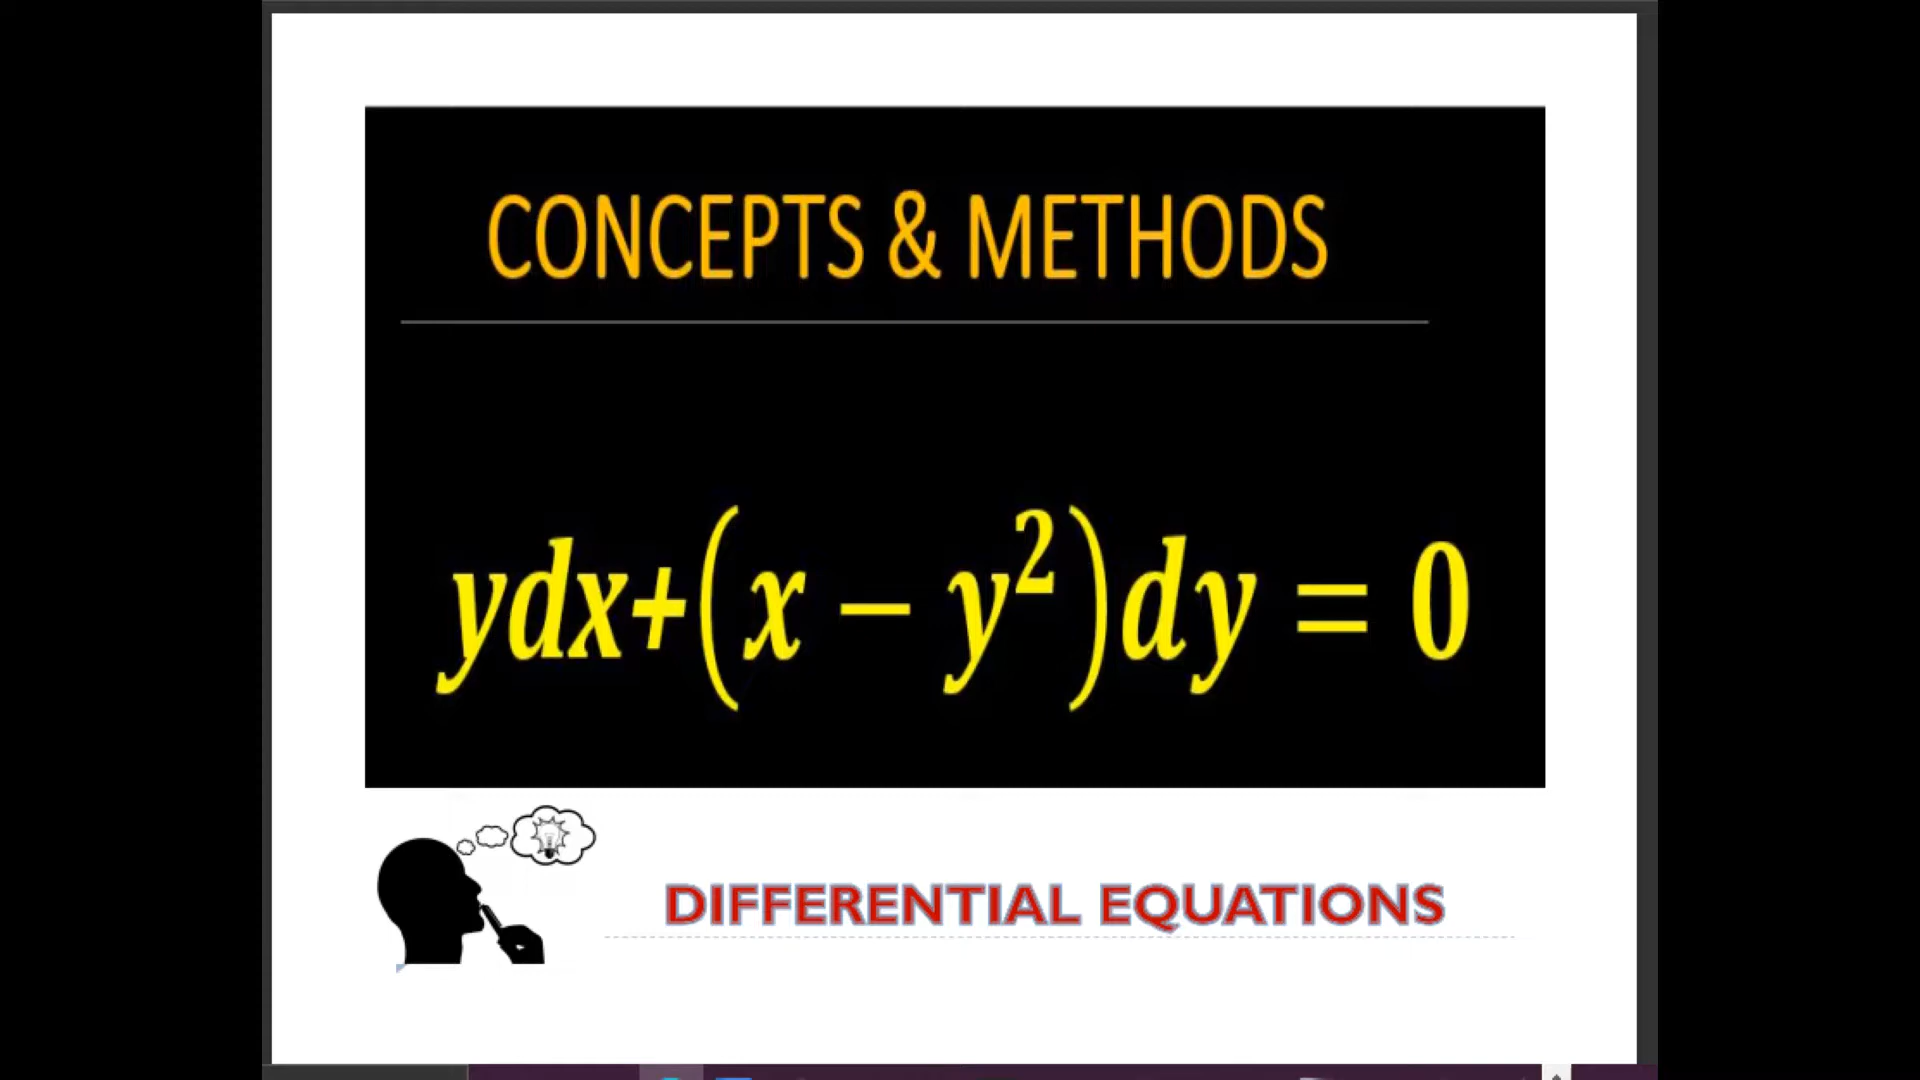 CONCEPTS & METHODS
ydx+(x − y²)dy = 0
DIFFERENTIAL EQUATIONS